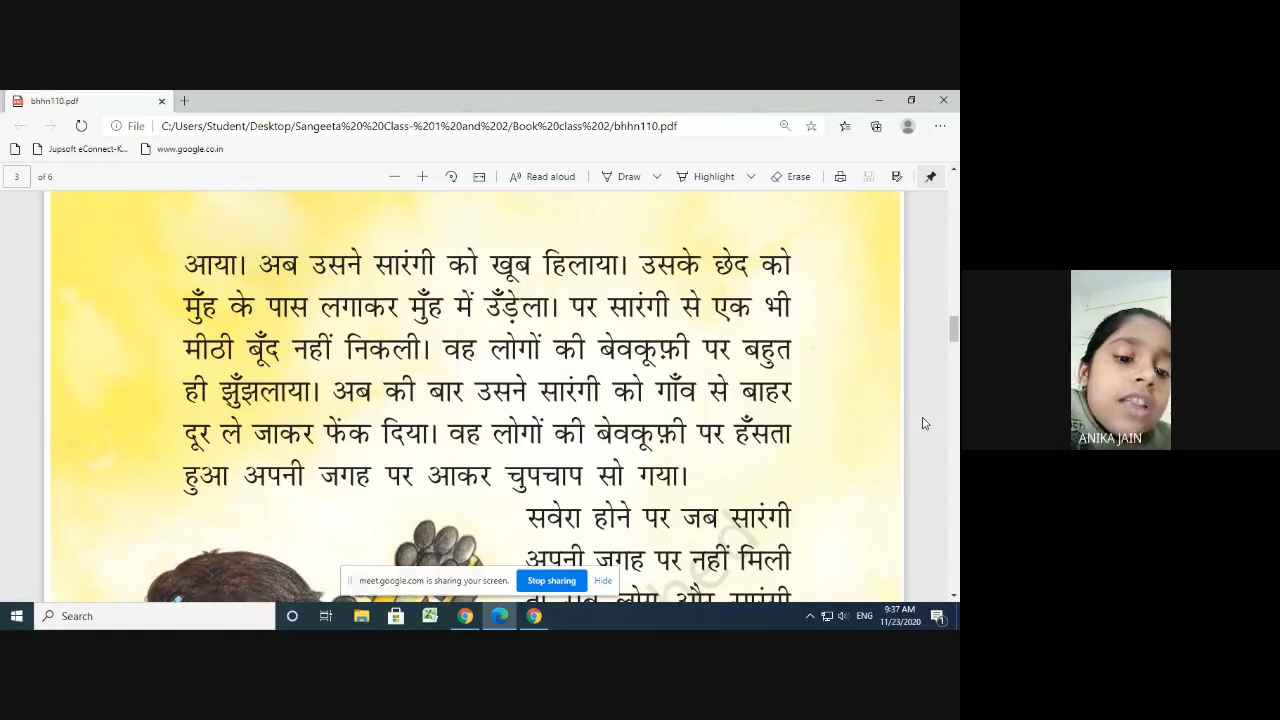 bhhn110.pdf
File C:/Users/Student/Desktop/Sangeeta%20%20Class-%201%20and%202/Book%20class%202/bhhn110.pdf
Jupsoft eConnect-K... www.google.co.in
3 of 6 Read aloud Draw Highlight Erase
आया। अब उसने सारंगी को खूब हिलाया। उसके छेद को
मुँह के पास लगाकर मुँह में उँड़ेला। पर सारंगी से एक भी
मीठी बूँद नहीं निकली। वह लोगों की बेवकूफ़ी पर बहुत
ही झुँझलाया। अब की बार उसने सारंगी को गाँव से बाहर
दूर ले जाकर फेंक दिया। वह लोगों की बेवकूफ़ी पर हँसता
हुआ अपनी जगह पर आकर चुपचाप सो गया।
सवेरा होने पर जब सारंगी
अपनी जगह पर नहीं मिली
meet.google.com is sharing your screen. Stop sharing Hide
Search ENG 9:37 AM
11/23/2020
ANIKA JAIN